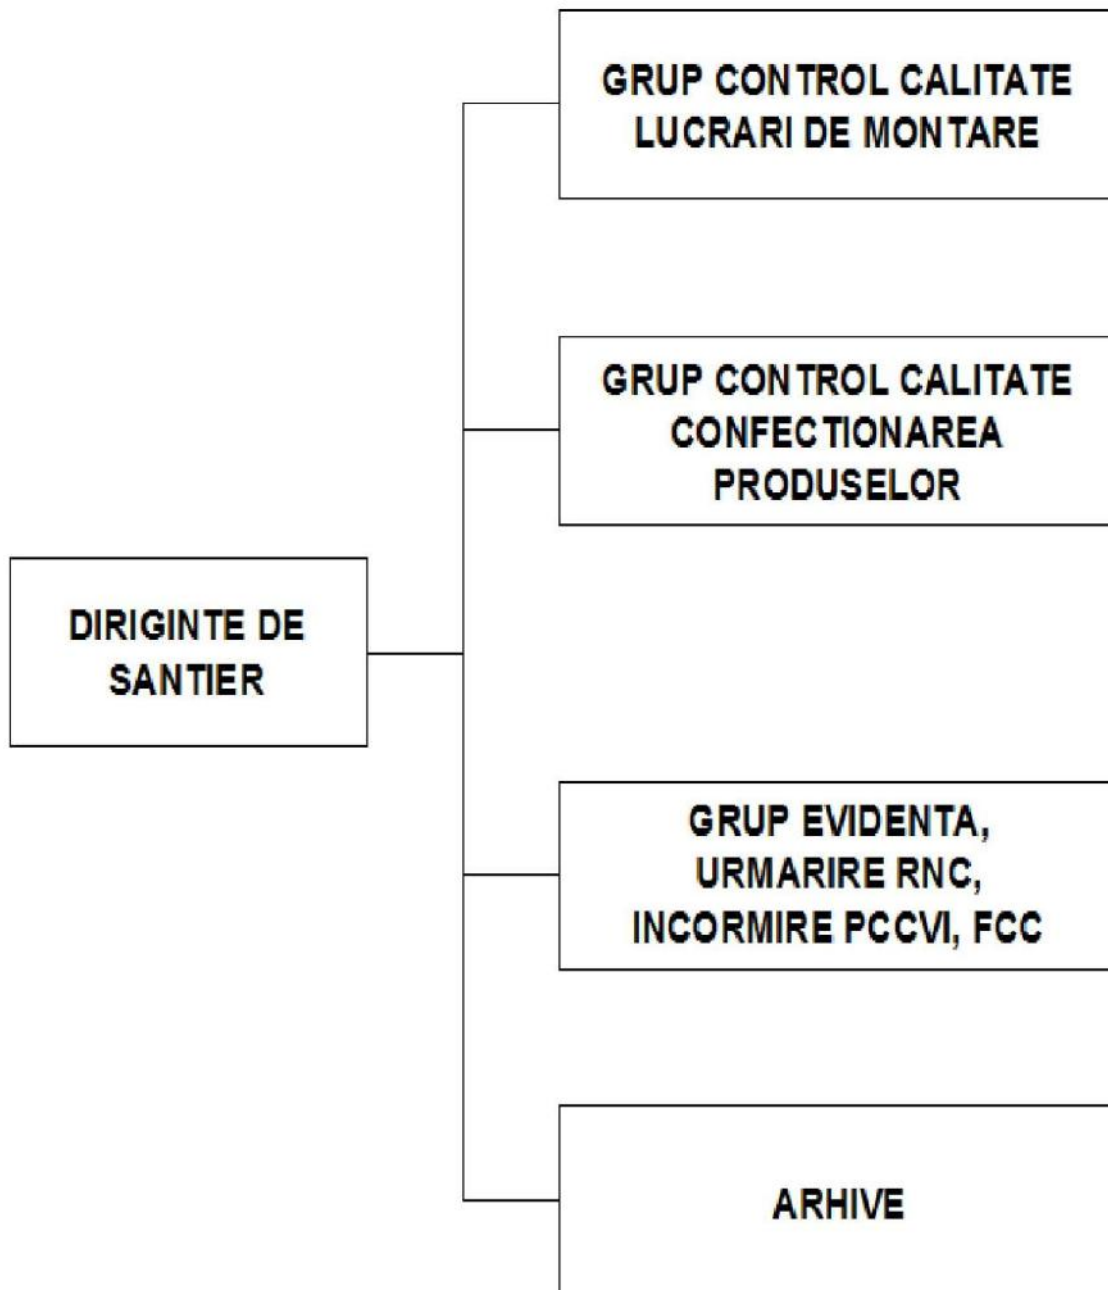 GRUP CONTROL CALITATE
LUCRARI DE MONTARE
GRUP CONTROL CALITATE
CONFECTIONAREA
PRODUSELOR
DIRIGINTE DE
SANTIER
GRUP EVIDENTA,
URMARIRE RNC,
INCORMIRE PCCVI, FCC
ARHIVE